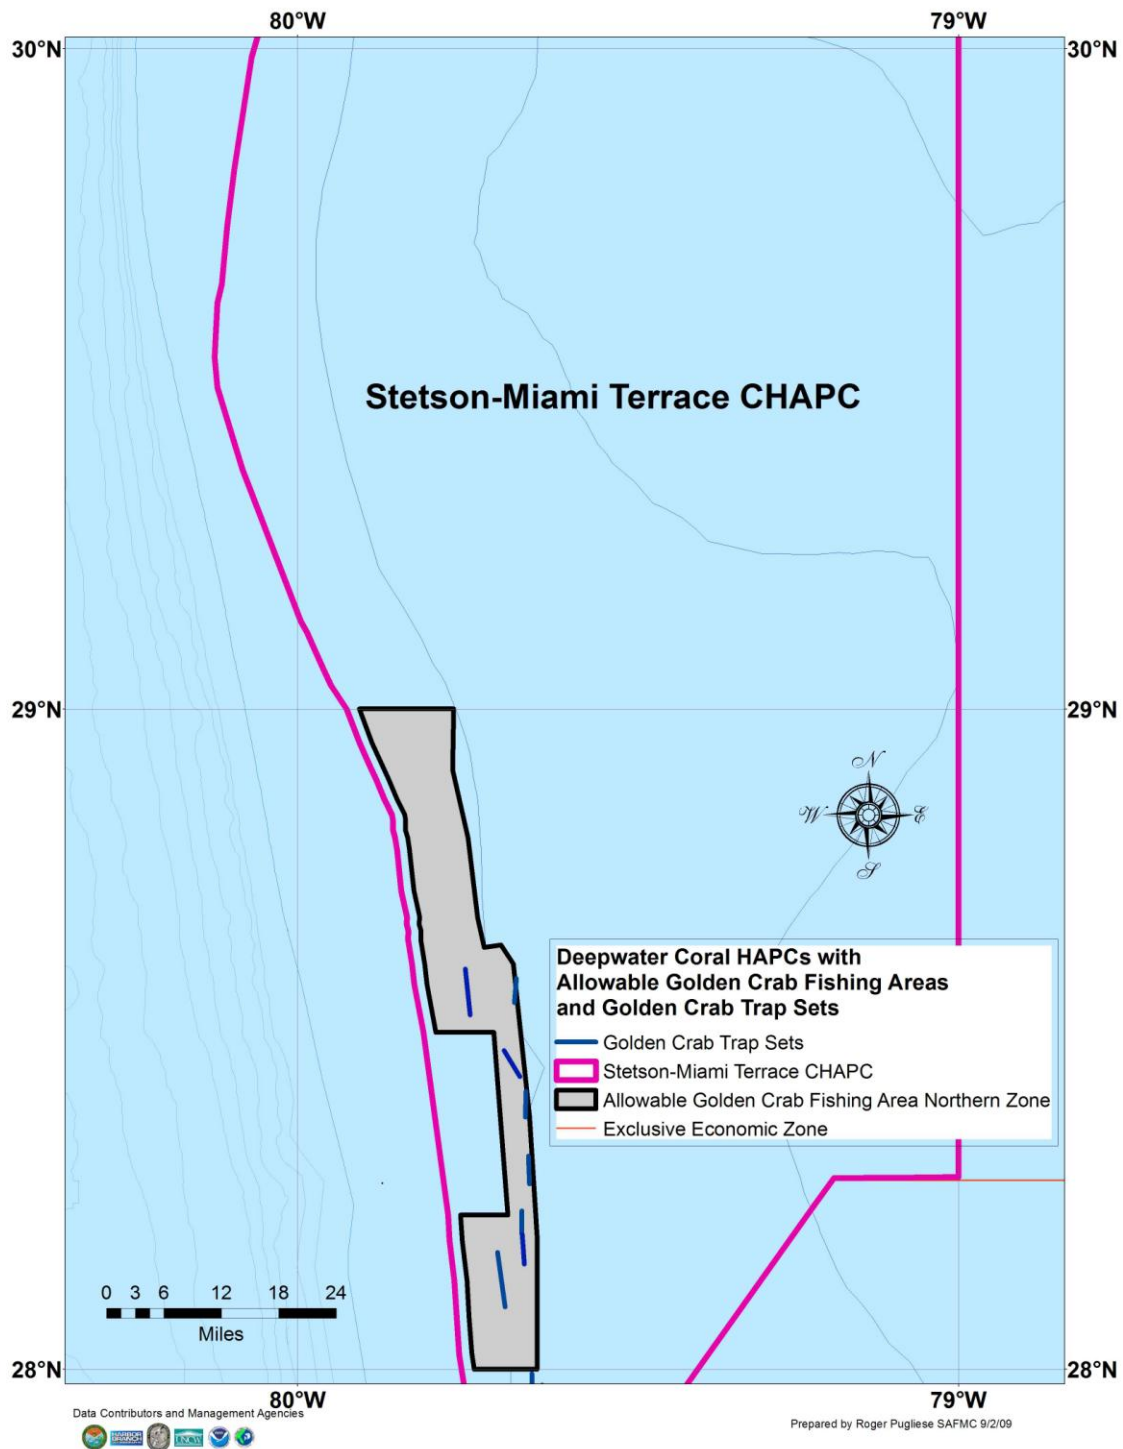 80°W 79°W
30°N 30°N
Stetson-Miami Terrace CHAPC
29°N 29°N
N
W E
S
Deepwater Coral HAPCs with
Allowable Golden Crab Fishing Areas
and Golden Crab Trap Sets
Golden Crab Trap Sets
Stetson-Miami Terrace CHAPC
Allowable Golden Crab Fishing Area Northern Zone
Exclusive Economic Zone
0 3 6 12 18 24
Miles
28°N 28°N
80°W 79°W
Data Contributors and Management Agencies
Prepared by Roger Pugliese SAFMC 9/2/09
HARBOR
BRANCH
UNCW